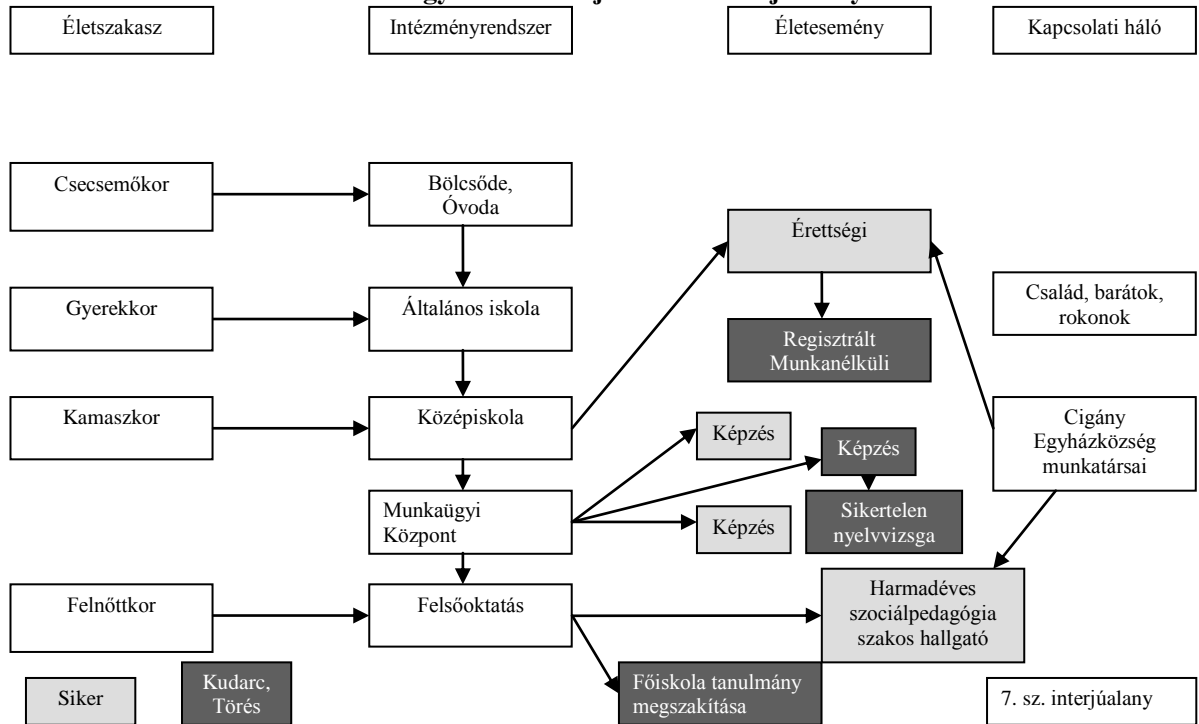 Életszakasz
Intézményrendszer
Életesemény
Kapcsolati háló
Csecsemőkor
Bölcsőde,
Óvoda
Érettségi
Gyerekkor
Általános iskola
Család, barátok,
rokonok
Regisztrált
Munkanélküli
Kamaszkor
Középiskola
Képzés
Képzés
Cigány
Egyházközség
munkatársai
Munkaügyi
Központ
Képzés
Sikertelen
nyelvvizsga
Felnőttkor
Felsőoktatás
Harmadéves
szociálpedagógia
szakos hallgató
Siker
Kudarc,
Törés
Főiskola tanulmány
megszakítása
7. sz. interjúalany